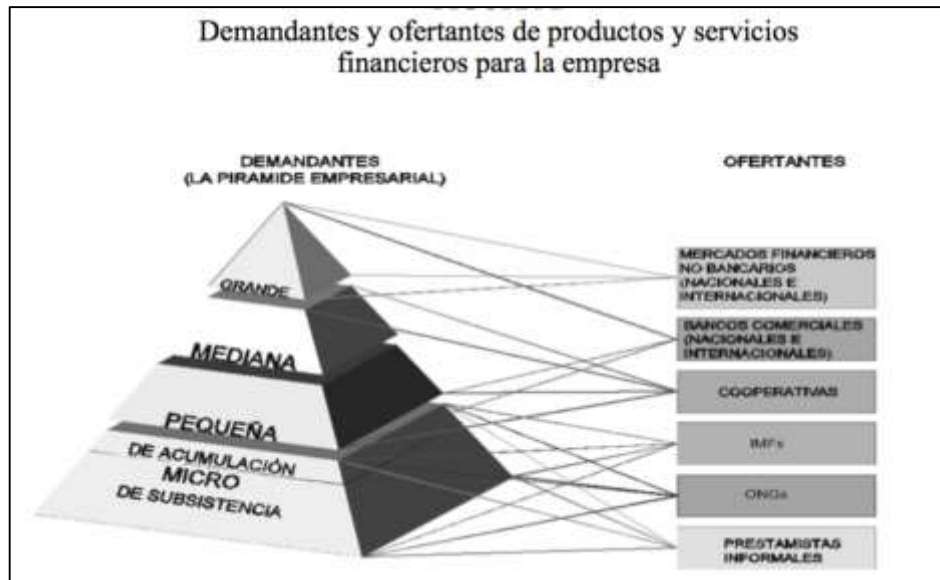 Demandantes y ofertantes de productos y servicios
financieros para la empresa
DEMANDANTES
(LA PIRAMIDE EMPRESARIAL)
OFERTANTES
GRANDE
MEDIANA
PEQUEÑA
DE ACUMULACIÓN
MICRO
DE SUBSISTENCIA
MERCADOS FINANCIEROS
NO BANCARIOS
(NACIONALES E
INTERNACIONALES)
BANCOS COMERCIALES
(NACIONALES E
INTERNACIONALES)
COOPERATIVAS
IMFs
ONGs
PRESTAMISTAS
INFORMALES